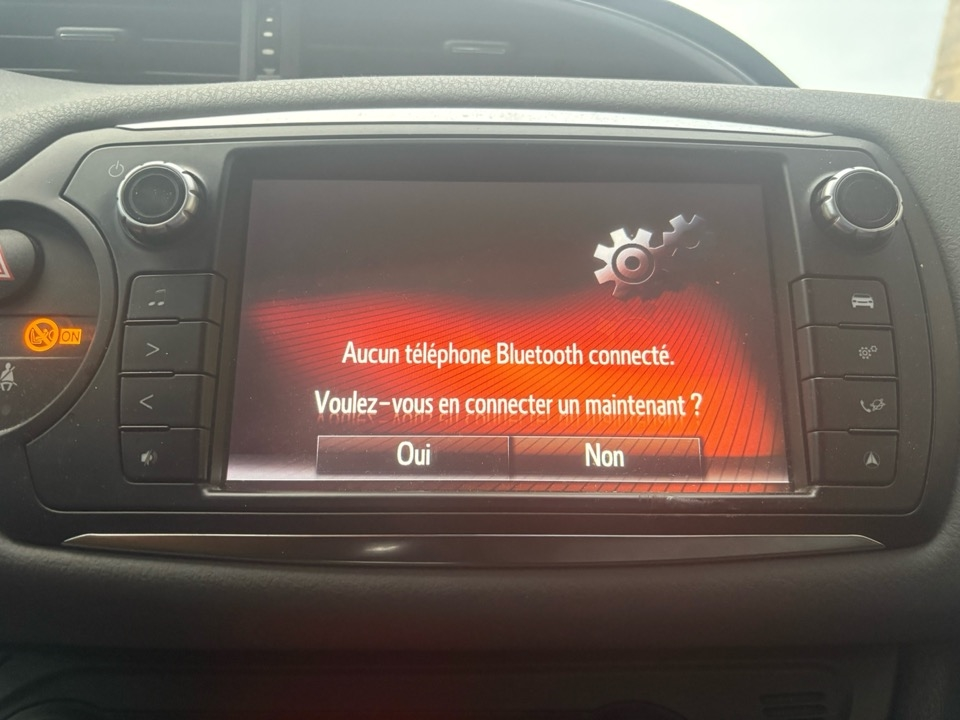 ON
Aucun téléphone Bluetooth connecté.
Voulez-vous en connecter un maintenant ?
Oui
Non